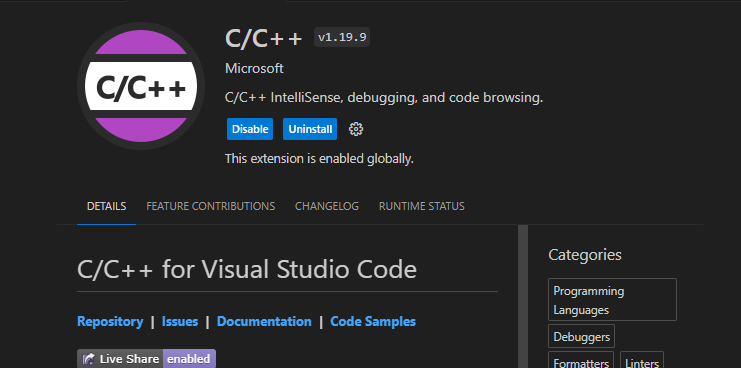 C/C++ v1.19.9
C/C++
Microsoft
C/C++ IntelliSense, debugging, and code browsing.
Disable Uninstall
This extension is enabled globally.
DETAILS FEATURE CONTRIBUTIONS CHANGELOG RUNTIME STATUS
C/C++ for Visual Studio Code
Repository | Issues | Documentation | Code Samples
Live Share enabled
Categories
Programming
Languages
Debuggers
Formatters Linters